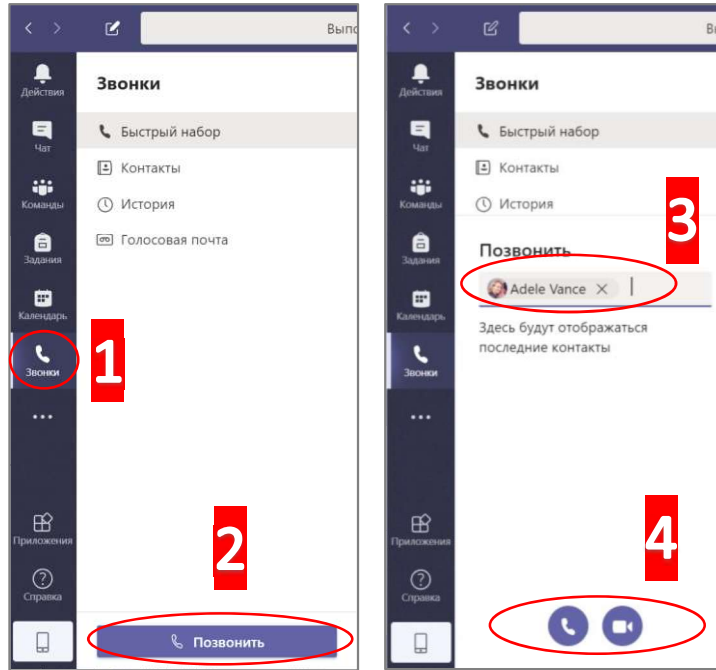 Выпо
Действия
Чат
Команды
Задания
Календарь
Звонки
Приложения
Справка
Звонки
Быстрый набор
Контакты
История
Голосовая почта
1
2
Позвонить
Вы
Действия
Чат
Команды
Задания
Календарь
Звонки
Приложения
Справка
Звонки
Быстрый набор
Контакты
История
3
Позвонить
Adele Vance
Здесь будут отображаться
последние контакты
4